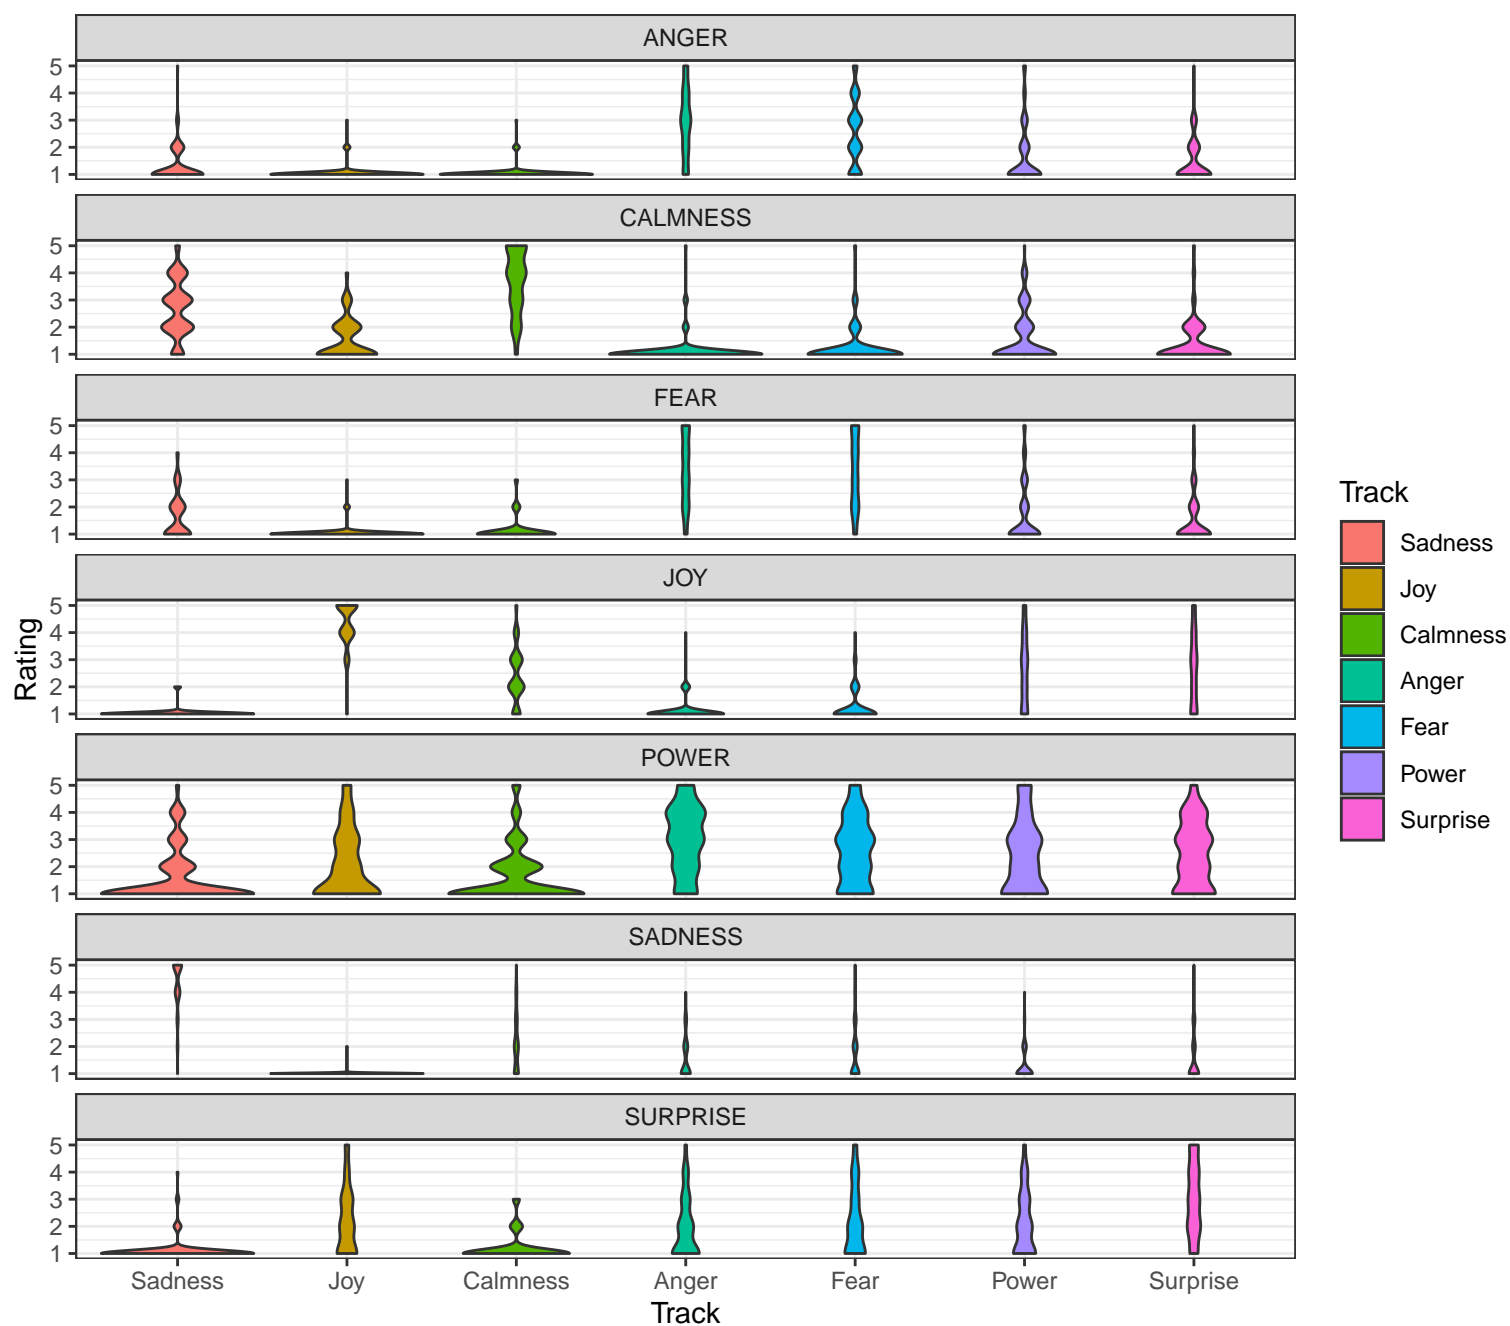 ANGER
5
4
3
2
1
CALMNESS
5
4
3
2
1
FEAR
5
4
3
2
1
JOY
5
4
3
2
1
POWER
5
4
3
2
1
SADNESS
5
4
3
2
1
SURPRISE
5
4
3
2
1
Rating
Sadness Joy Calmness Anger Fear Power Surprise
Track
Track
Sadness
Joy
Calmness
Anger
Fear
Power
Surprise